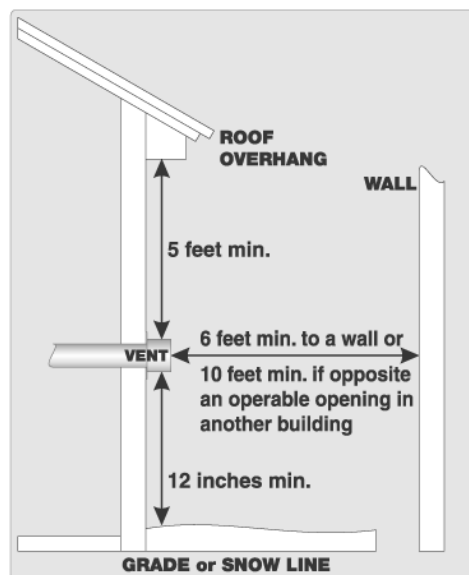 ROOF
OVERHANG
WALL
5 feet min.
VENT
6 feet min. to a wall or
10 feet min. if opposite
an operable opening in
another building
12 inches min.
GRADE or SNOW LINE